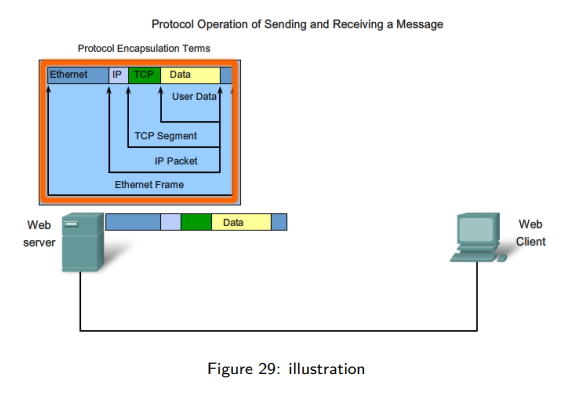 Protocol Operation of Sending and Receiving a Message
Protocol Encapsulation Terms
Ethernet IP TCP Data
User Data
TCP Segment
IP Packet
Ethernet Frame
Web
server
Data
Web
Client
Figure 29: illustration